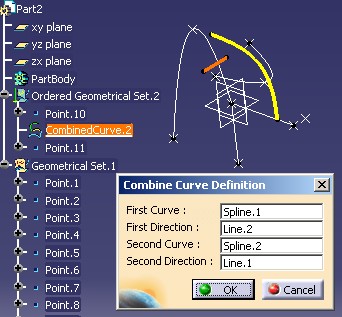 Part2
xy plane
yz plane
zx plane
PartBody
Ordered Geometrical Set.2
Point.10
CombinedCurve.2
Point.11
Geometrical Set.1
Point.1
Point.2
Point.3
Point.4
Point.5
Point.6
Point.7
Point.8
Combine Curve Definition
First Curve : Spline.1
First Direction : Line.2
Second Curve : Spline.2
Second Direction : Line.1
OK Cancel